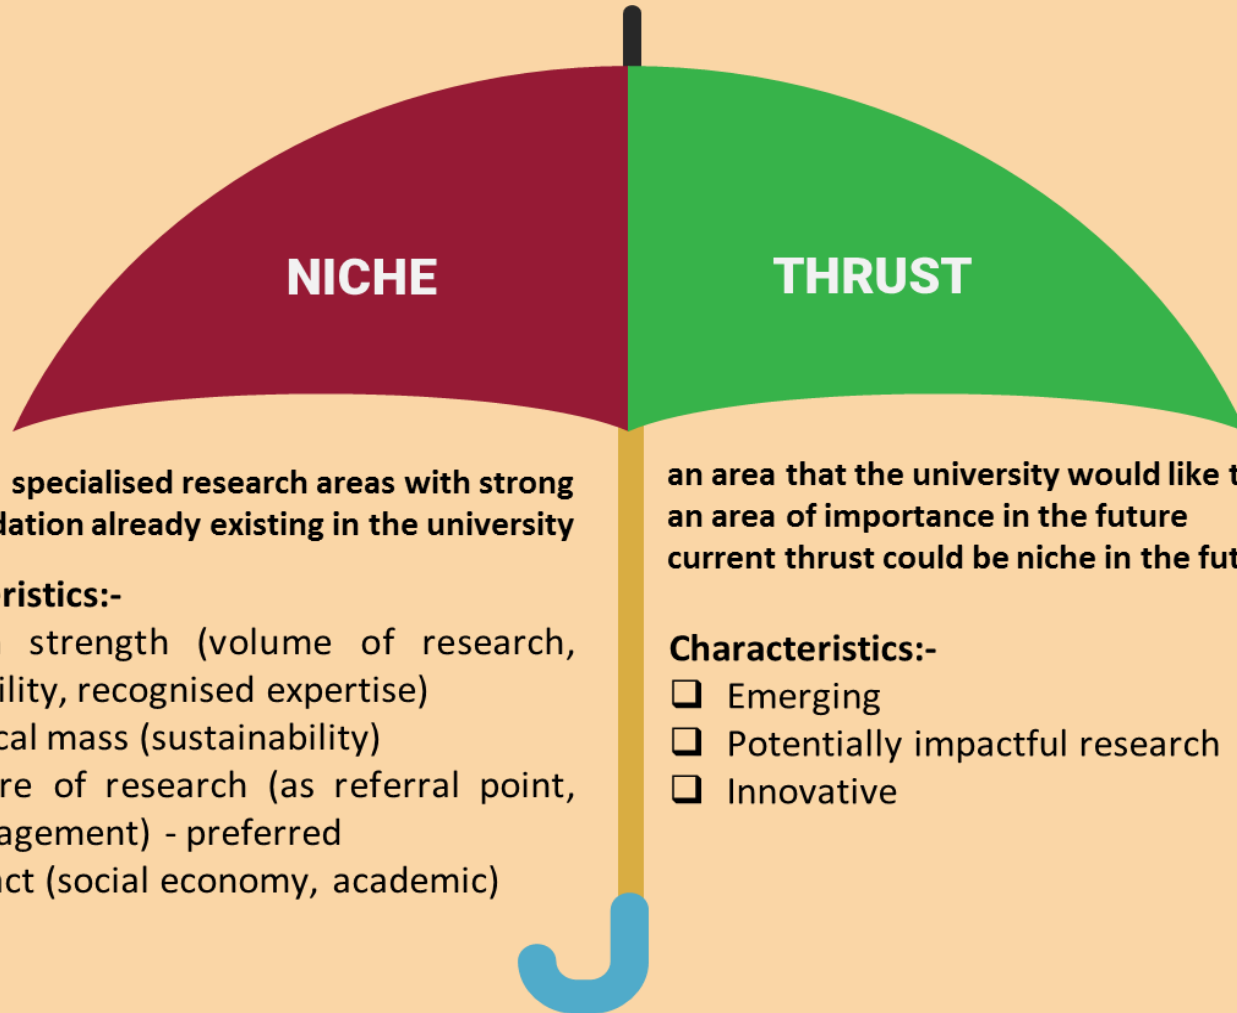 NICHE
THRUST
specialised research areas with strong
dation already existing in the university
ristics:-
strength (volume of research,
ility, recognised expertise)
cal mass (sustainability)
re of research (as referral point,
agement) - preferred
act (social economy, academic)
an area that the university would like t
an area of importance in the future
current thrust could be niche in the fut
Characteristics:-
❑ Emerging
❑ Potentially impactful research
❑ Innovative